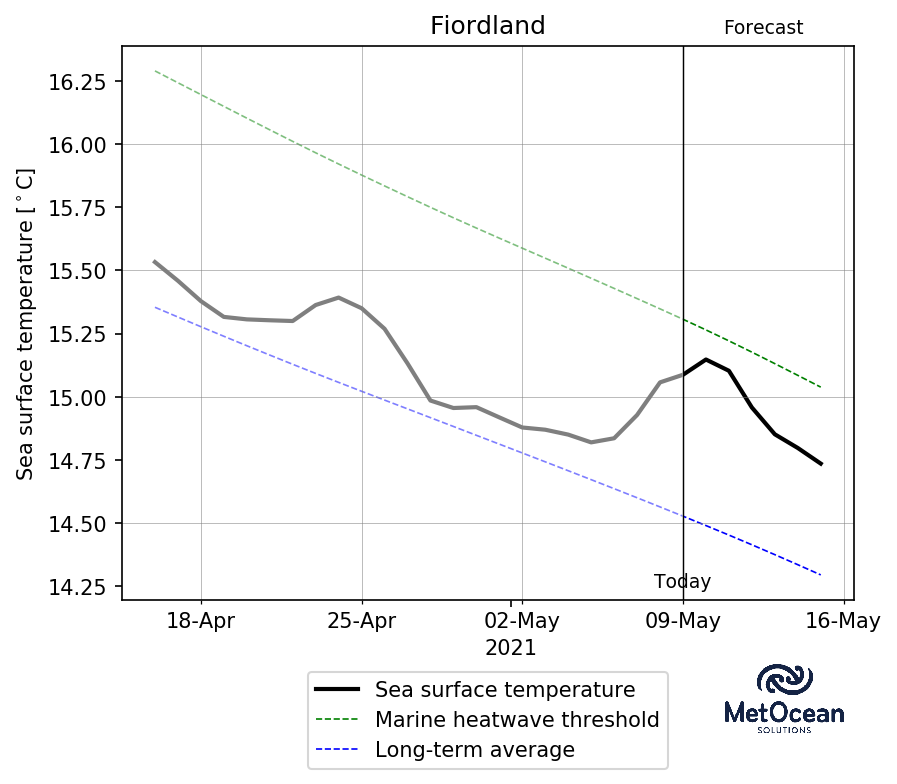 Fiordland
Forecast
Sea surface temperature [°C]
16.25
16.00
15.75
15.50
15.25
15.00
14.75
14.50
14.25
Today
18-Apr 25-Apr 02-May 09-May 16-May
2021
Sea surface temperature
Marine heatwave threshold
Long-term average
MetOcean
SOLUTIONS